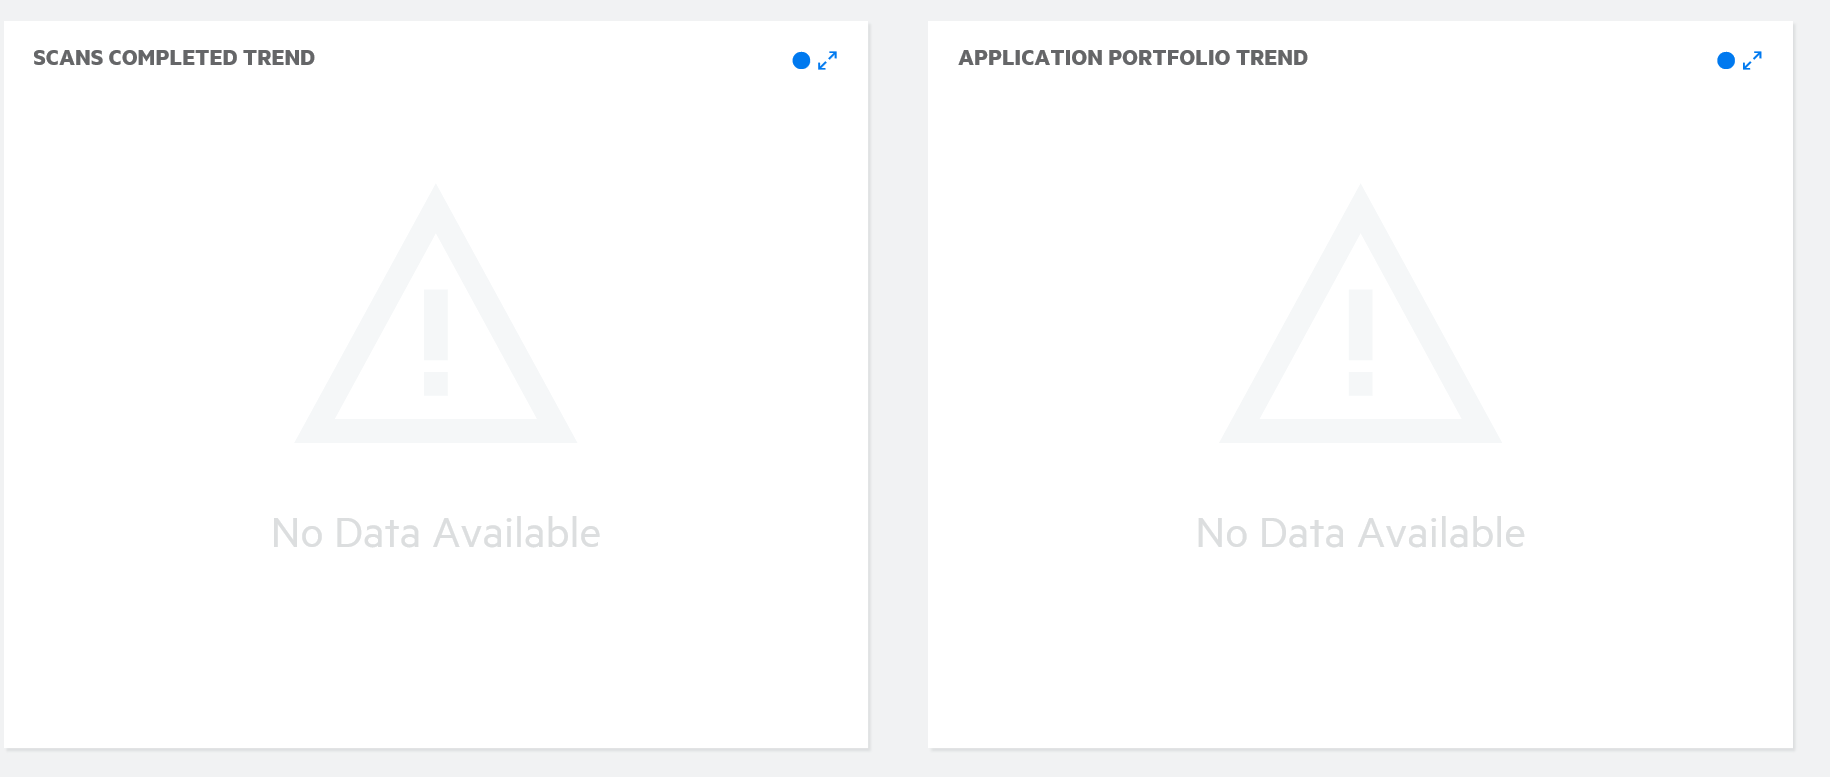 SCANS COMPLETED TREND
APPLICATION PORTFOLIO TREND
No Data Available
No Data Available